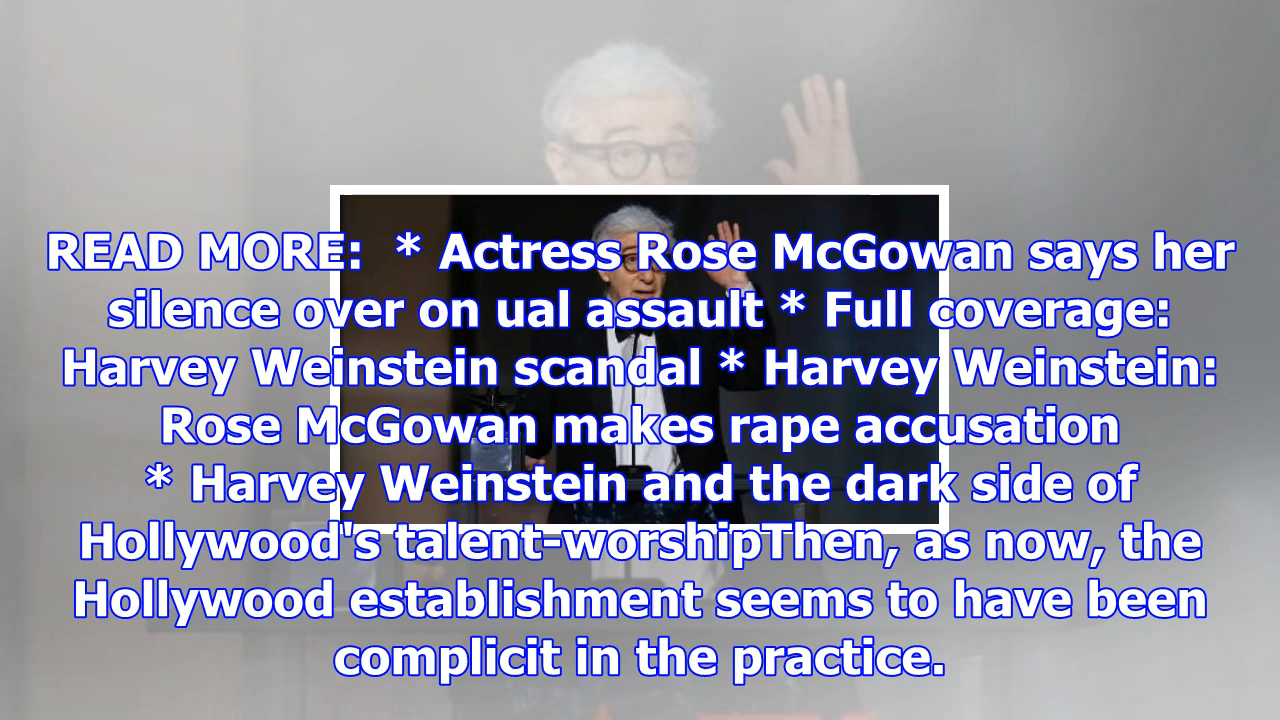 READ MORE:  * Actress Rose McGowan says her
silence over on ual assault * Full coverage:
Harvey Weinstein scandal * Harvey Weinstein:
Rose McGowan makes rape accusation
* Harvey Weinstein and the dark side of
Hollywood's talent-worshipThen, as now, the
Hollywood establishment seems to have been
complicit in the practice.